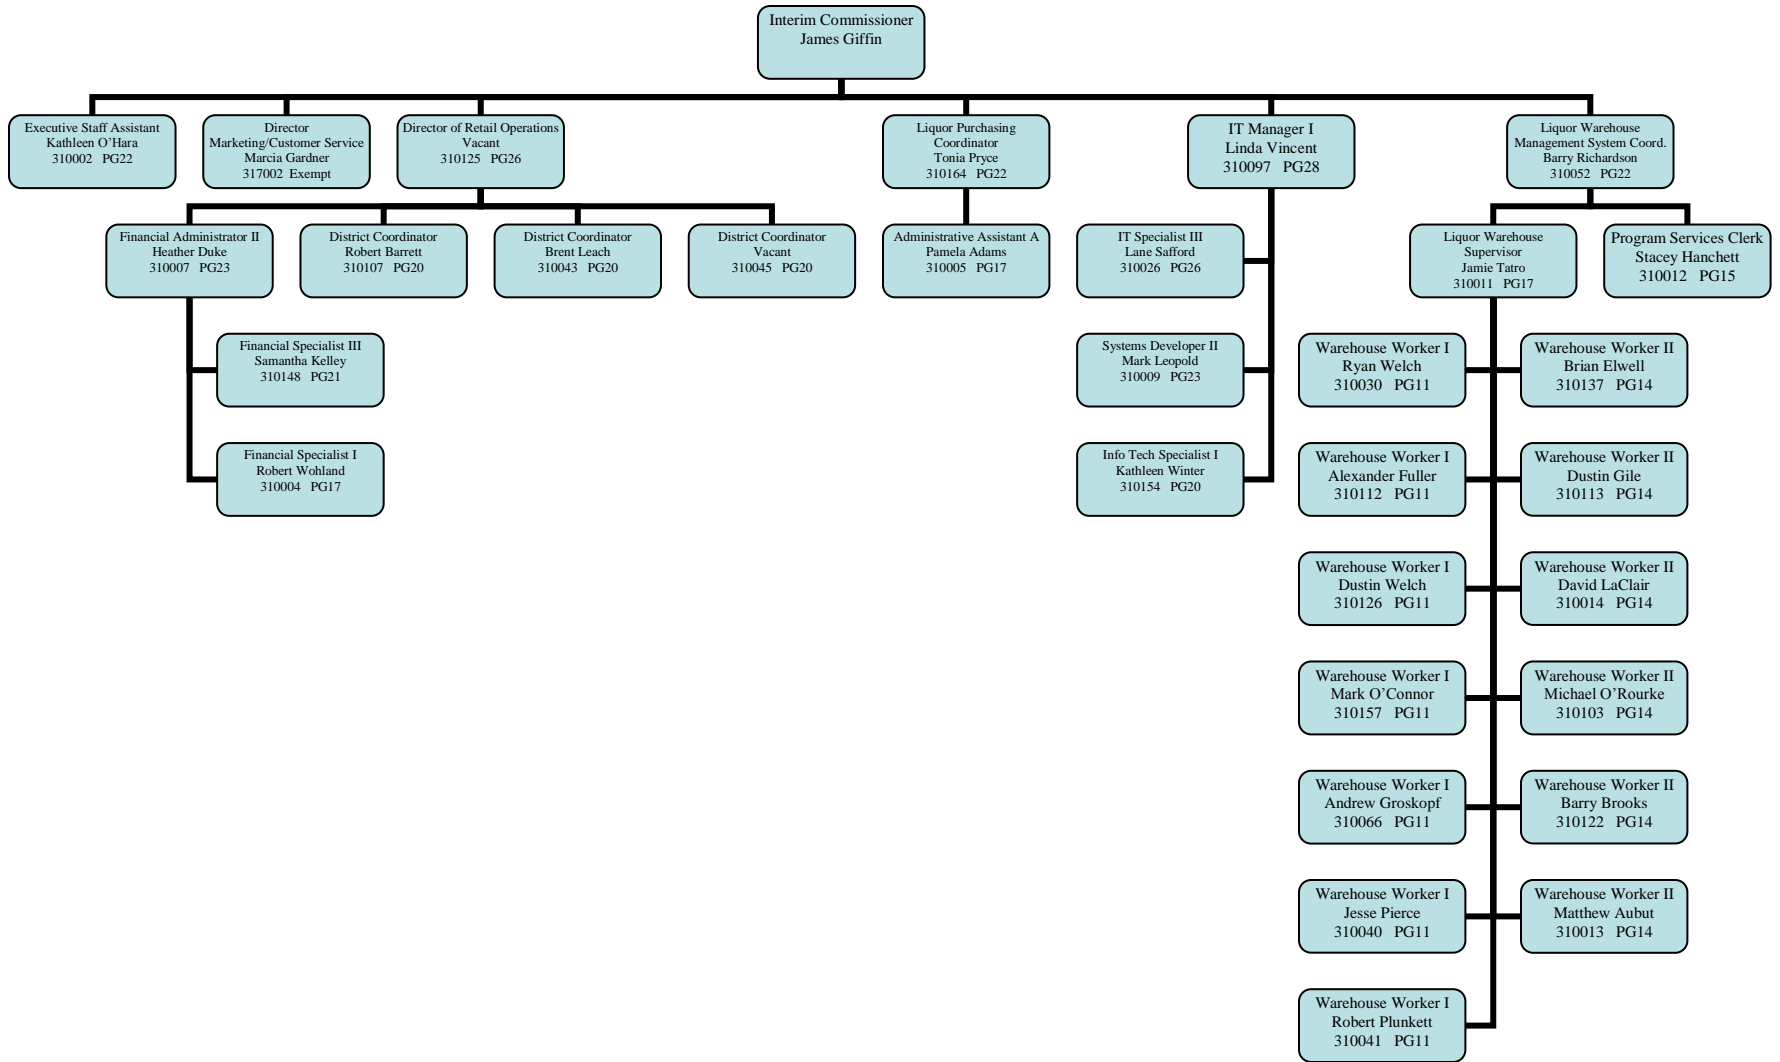 Interim Commissioner
James Giffin
Executive Staff Assistant
Kathleen O’Hara
310002 PG22
Director
Marketing/Customer Service
Marcia Gardner
317002 Exempt
Director of Retail Operations
Vacant
310125 PG26
Liquor Purchasing
Coordinator
Tonia Pryce
310164 PG22
IT Manager I
Linda Vincent
310097 PG28
Liquor Warehouse
Management System Coord.
Barry Richardson
310052 PG22
Financial Administrator II
Heather Duke
310007 PG23
District Coordinator
Robert Barrett
310107 PG20
District Coordinator
Brent Leach
310043 PG20
District Coordinator
Vacant
310045 PG20
Administrative Assistant A
Pamela Adams
310005 PG17
IT Specialist III
Lane Safford
310026 PG26
Liquor Warehouse
Supervisor
Jamie Tatro
310011 PG17
Program Services Clerk
Stacey Hanchett
310012 PG15
Financial Specialist III
Samantha Kelley
310148 PG21
Systems Developer II
Mark Leopold
310009 PG23
Warehouse Worker I
Ryan Welch
310030 PG11
Warehouse Worker II
Brian Elwell
310137 PG14
Financial Specialist I
Robert Wohland
310004 PG17
Info Tech Specialist I
Kathleen Winter
310154 PG20
Warehouse Worker I
Alexander Fuller
310112 PG11
Warehouse Worker II
Dustin Gile
310113 PG14
Warehouse Worker I
Dustin Welch
310126 PG11
Warehouse Worker II
David LaClair
310014 PG14
Warehouse Worker I
Mark O’Connor
310157 PG11
Warehouse Worker II
Michael O’Rourke
310103 PG14
Warehouse Worker I
Andrew Groskopf
310066 PG11
Warehouse Worker II
Barry Brooks
310122 PG14
Warehouse Worker I
Jesse Pierce
310040 PG11
Warehouse Worker II
Matthew Aubut
310013 PG14
Warehouse Worker I
Robert Plunkett
310041 PG11